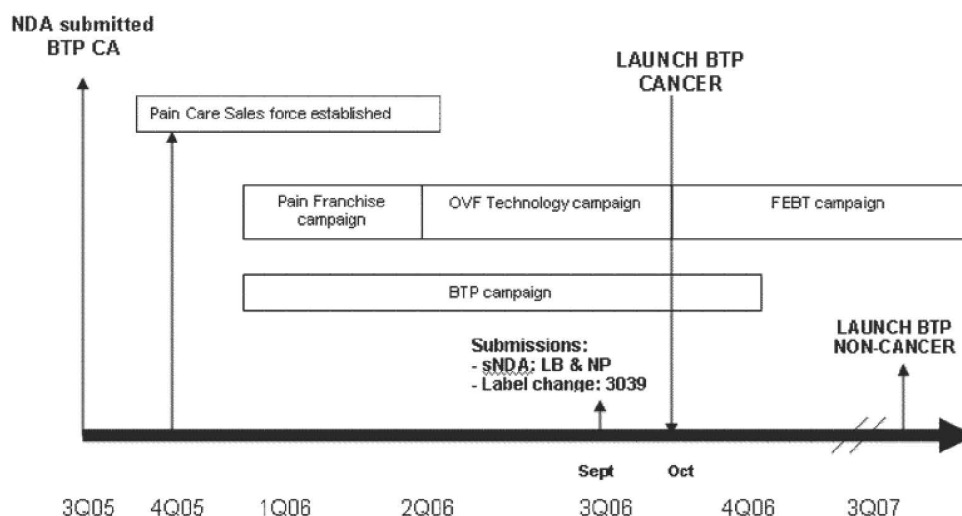 NDA submitted
BTP CA
LAUNCH BTP
CANCER
Pain Care Sales force established
Pain Franchise
campaign
OVF Technology campaign
FEBT campaign
BTP campaign
Submissions:
- sNDA: LB & NP
- Label change: 3039
LAUNCH BTP
NON-CANCER
Sept
Oct
3Q05
4Q05
1Q06
2Q06
3Q06
4Q06
3Q07